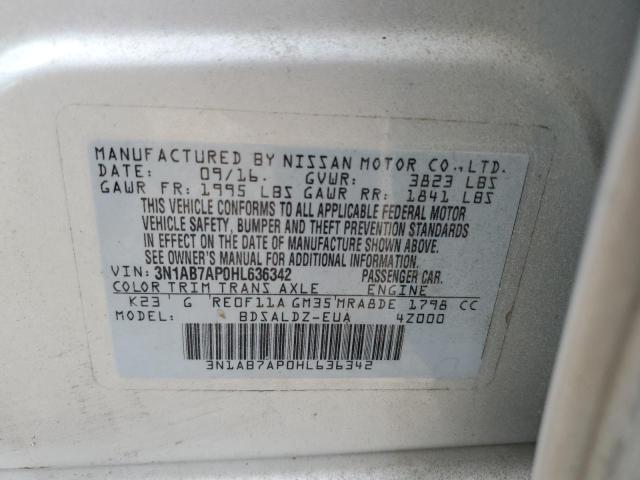 MANUFACTURED BY NISSAN MOTOR CO., LTD.
DATE: 09/16. GVWR: 3823 LBS
GAWR FR: 1995 LBS GAWR RR: 1841 LBS
THIS VEHICLE CONFORMS TO ALL APPLICABLE FEDERAL MOTOR
VEHICLE SAFETY, BUMPER AND THEFT PREVENTION STANDARDS
IN EFFECT ON THE DATE OF MANUFACTURE SHOWN ABOVE.
SEE OWNER'S MANUAL FOR ADDITIONAL INFORMATION.
VIN: 3N1AB7AP0HL636342 PASSENGER CAR.
COLOR TRIM TRANS AXLE ENGINE
K23 G RE0F11A GM35 MRA8DE 1798 CC
MODEL: BDSALDZ-EUA 4Z000
3N1AB7AP0HL636342